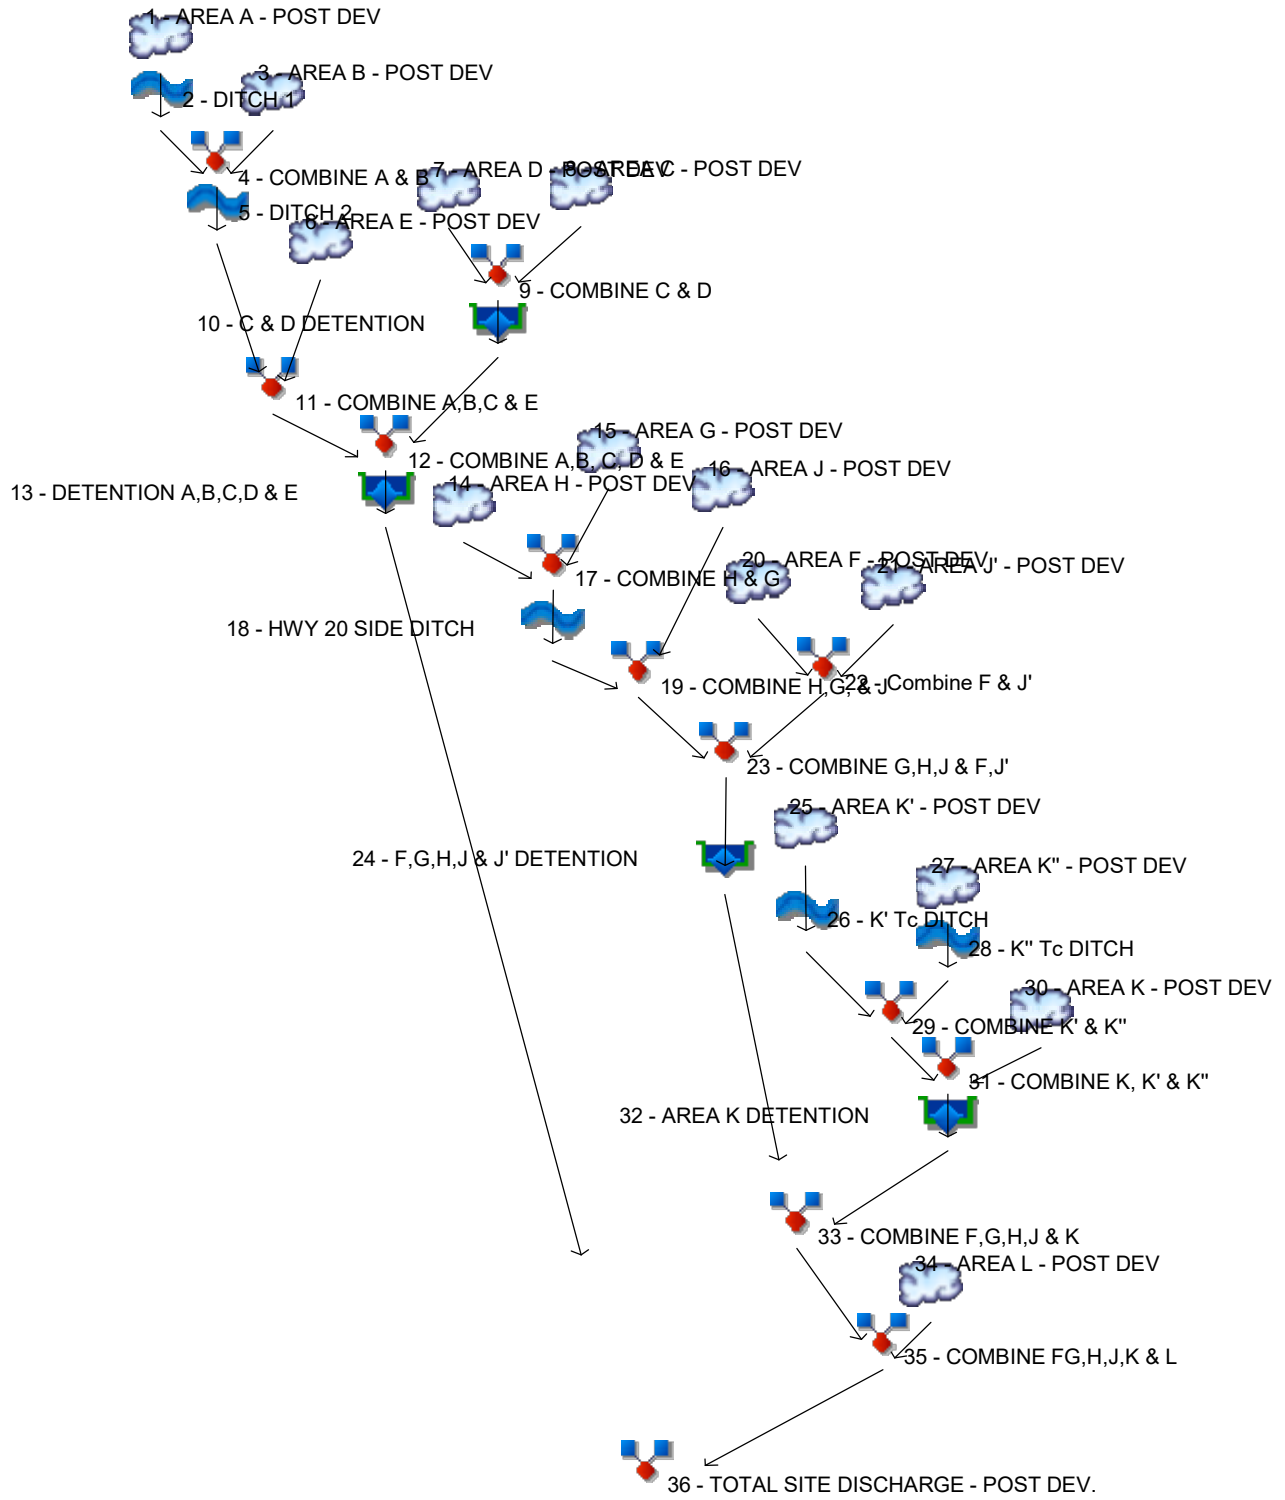 1 - AREA A - POST DEV
3 - AREA B - POST DEV
2 - DITCH 1
7 - AREA D - POST DEV
8 - AREA C - POST DEV
4 - COMBINE A & B
5 - DITCH 2
6 - AREA E - POST DEV
9 - COMBINE C & D
10 - C & D DETENTION
11 - COMBINE A,B,C & E
15 - AREA G - POST DEV
12 - COMBINE A,B, C, D & E
16 - AREA J - POST DEV
14 - AREA H - POST DEV
13 - DETENTION A,B,C,D & E
20 - AREA F - POST DEV
21 - AREA J' - POST DEV
17 - COMBINE H & G
18 - HWY 20 SIDE DITCH
22 - Combine F & J'
19 - COMBINE H,G, & J
23 - COMBINE G,H,J & F,J'
25 - AREA K' - POST DEV
24 - F,G,H,J & J' DETENTION
27 - AREA K'' - POST DEV
26 - K' Tc DITCH
28 - K'' Tc DITCH
30 - AREA K - POST DEV
29 - COMBINE K' & K''
31 - COMBINE K, K' & K''
32 - AREA K DETENTION
33 - COMBINE F,G,H,J & K
34 - AREA L - POST DEV
35 - COMBINE FG,H,J,K & L
36 - TOTAL SITE DISCHARGE - POST DEV.